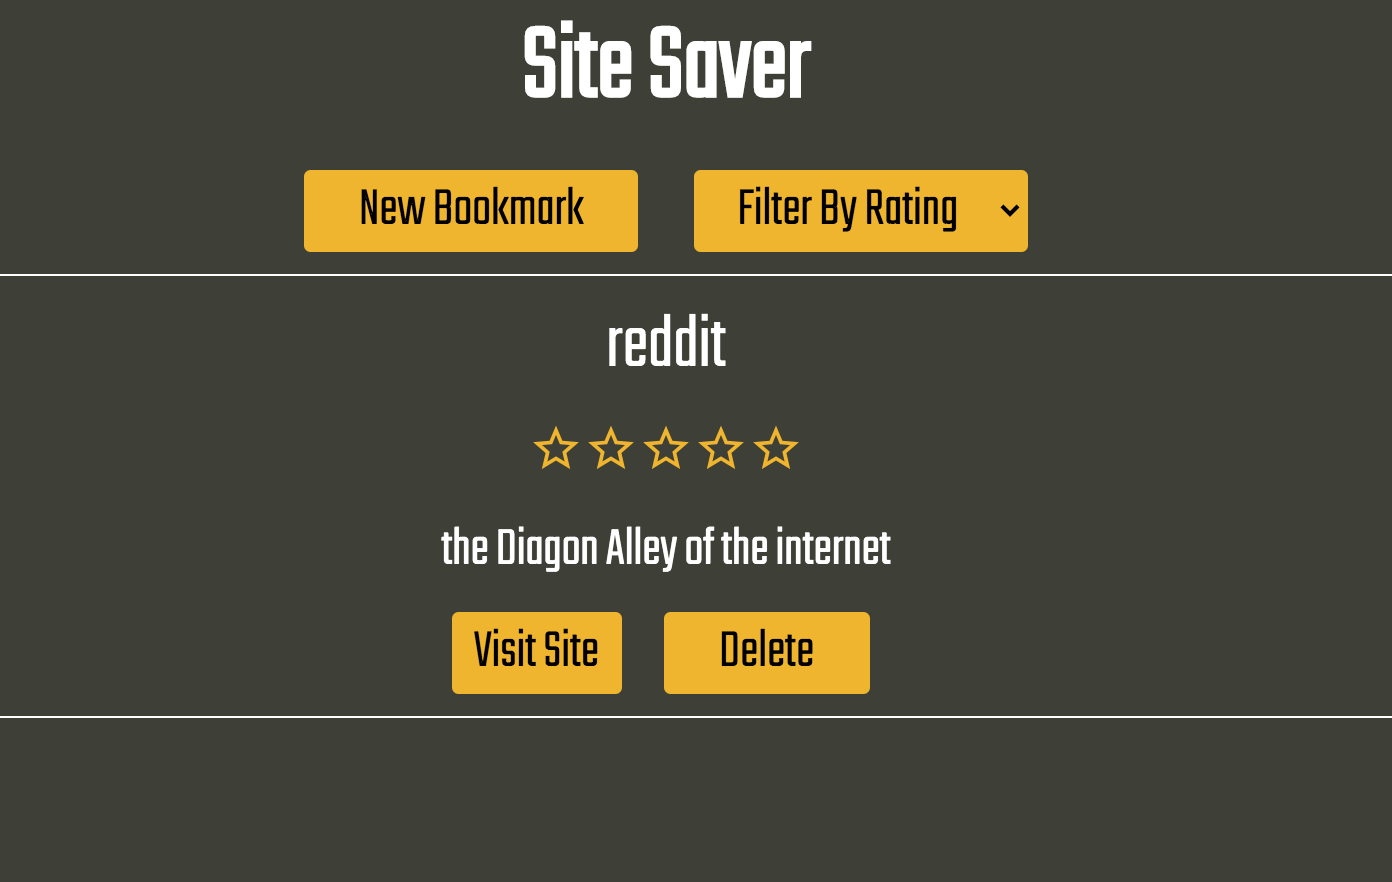 Site Saver
New Bookmark
Filter By Rating
reddit
the Diagon Alley of the internet
Visit Site
Delete